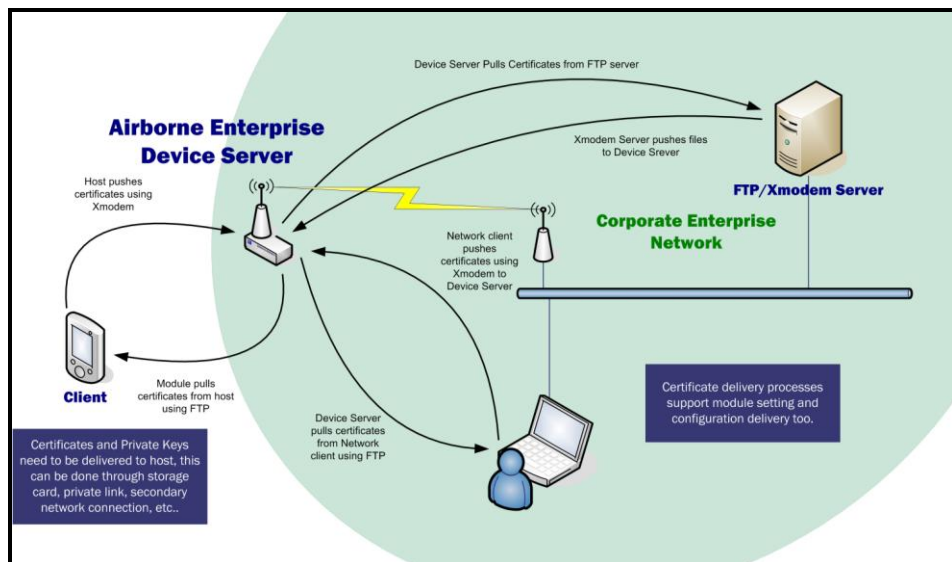 Device Server Pulls Certificates from FTP server
Airborne Enterprise
Device Server
Xmodem Server pushes files
to Device Srever
FTP/Xmodem Server
Host pushes
certificates using
Xmodem
Corporate Enterprise
Network
Network client
pushes
certificates using
Xmodem to
Device Server
Client
Module pulls
certificates from host
using FTP
Device Server
pulls certificates
from Network
client using FTP
Certificate delivery processes
support module setting and
configuration delivery too.
Certificates and Private Keys
need to be delivered to host, this
can be done through storage
card, private link, secondary
network connection, etc..